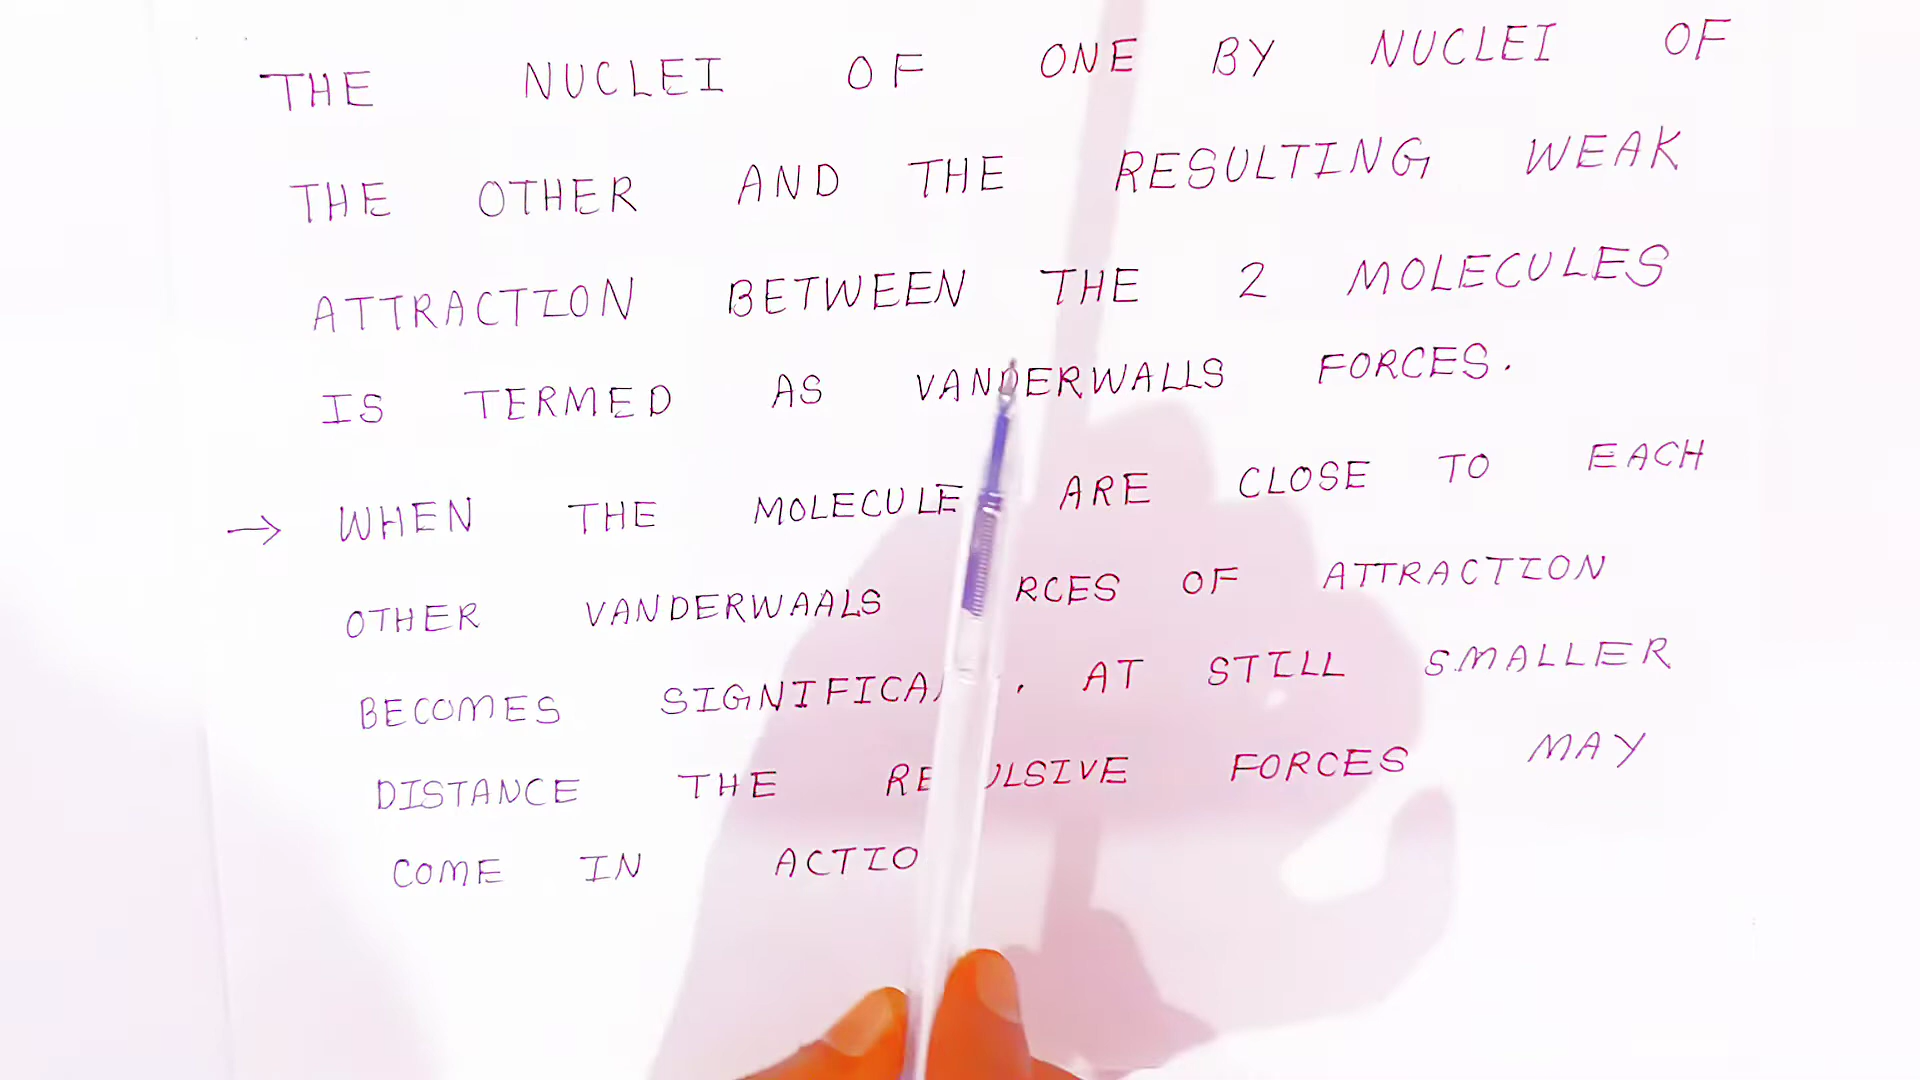 THE NUCLEI OF ONE BY NUCLEI OF
THE OTHER AND THE RESULTING WEAK
ATTRACTION BETWEEN THE 2 MOLECULES
IS TERMED AS VANDERWALLS FORCES.
→ WHEN THE MOLECULE ARE CLOSE TO EACH
OTHER VANDERWAALS RCES OF ATTRACTION
BECOMES . AT STILL SMALLER
DISTANCE THE FORCES MAY
COME IN